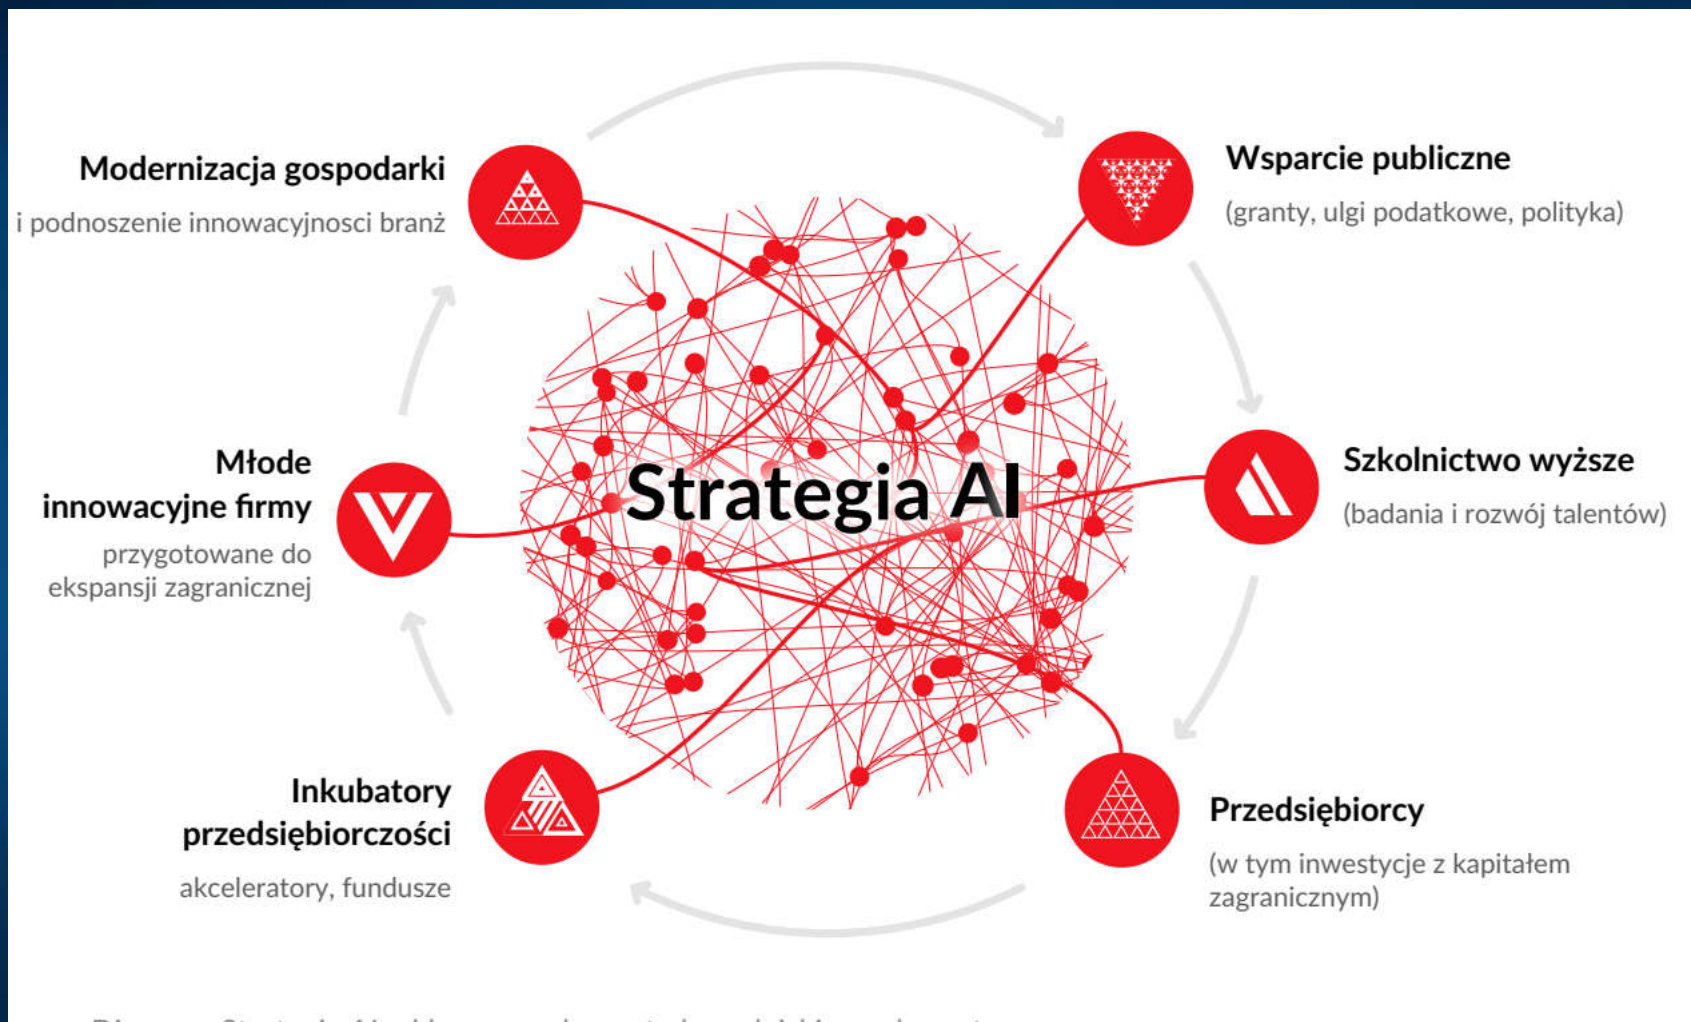 Modernizacja gospodarki
i podnoszenie innowacyjnosci branż
Wsparcie publiczne
(granty, ulgi podatkowe, polityka)
Młode
innowacyjne firmy
przygotowane do
ekspansji zagranicznej
Strategia AI
Szkolnictwo wyższe
(badania i rozwój talentów)
Inkubatory
przedsiębiorczości
akceleratory, fundusze
Przedsiębiorcy
(w tym inwestycje z kapitałem
zagranicznym)